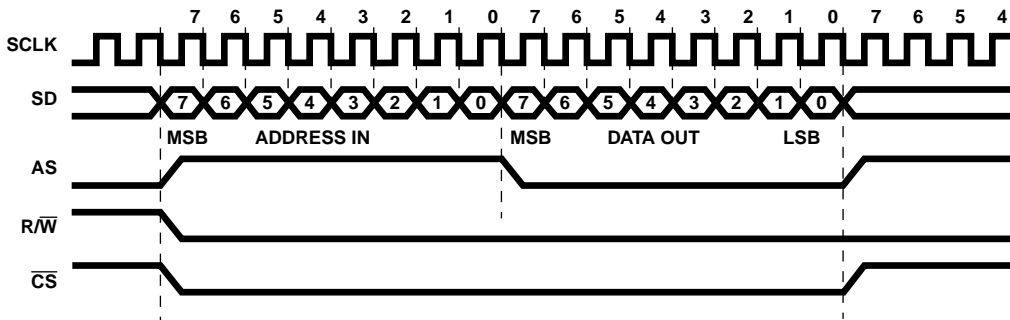 7 6 5 4 3 2 1 0 7 6 5 4 3 2 1 0 7 6 5 4
SCLK
SD 7 6 5 4 3 2 1 0 7 6 5 4 3 2 1 0
MSB ADDRESS IN MSB DATA OUT LSB
AS
R/W̅
C̅S̅